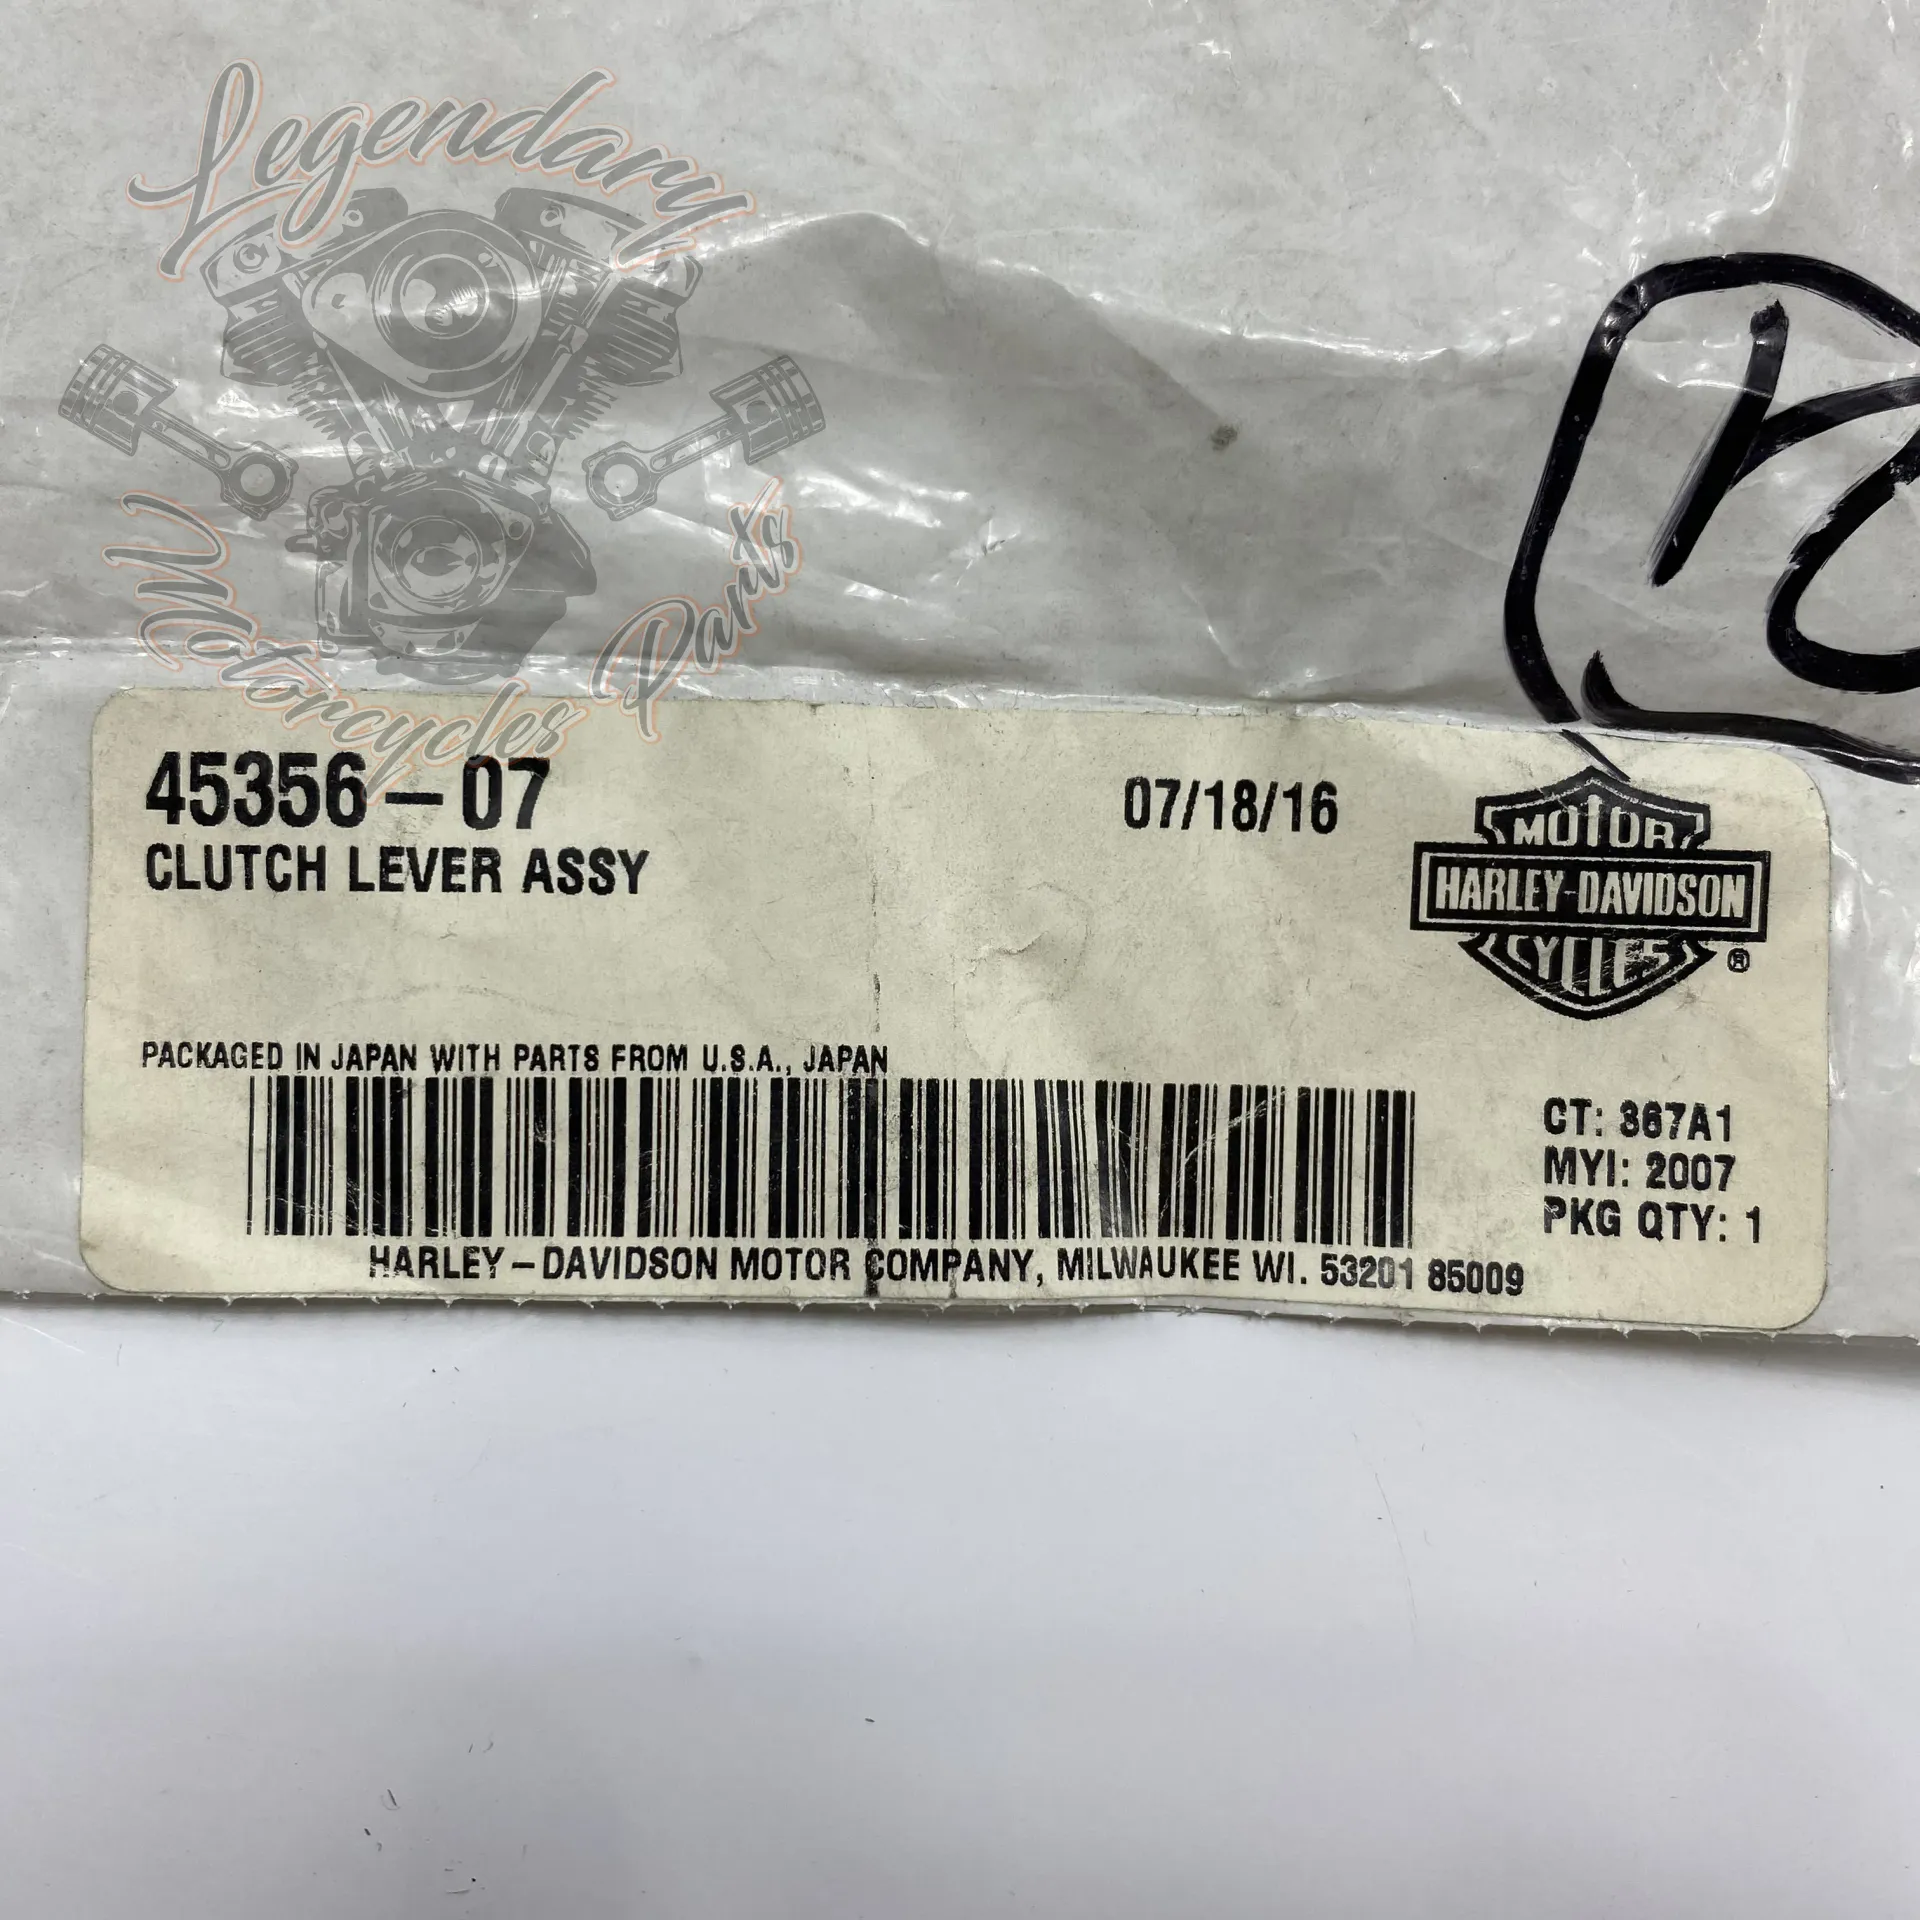 Legendary
Motorcycles Parts
45356-07
07/18/16
CLUTCH LEVER ASSY
MOTOR
HARLEY-DAVIDSON
CYCLES
®
PACKAGED IN JAPAN WITH PARTS FROM U.S.A., JAPAN
CT: 367A1
MYI: 2007
PKG QTY: 1
HARLEY-DAVIDSON MOTOR COMPANY, MILWAUKEE WI. 53201 85009